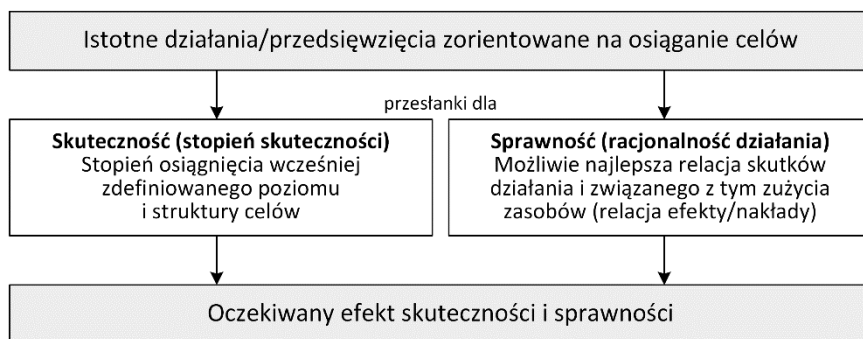 Istotne działania/przedsięwzięcia zorientowane na osiąganie celów
przesłanki dla
Skuteczność (stopień skuteczności)
Stopień osiągnięcia wcześniej
zdefiniowanego poziomu
i struktury celów
Sprawność (racjonalność działania)
Możliwie najlepsza relacja skutków
działania i związanego z tym zużycia
zasobów (relacja efekty/nakłady)
Oczekiwany efekt skuteczności i sprawności